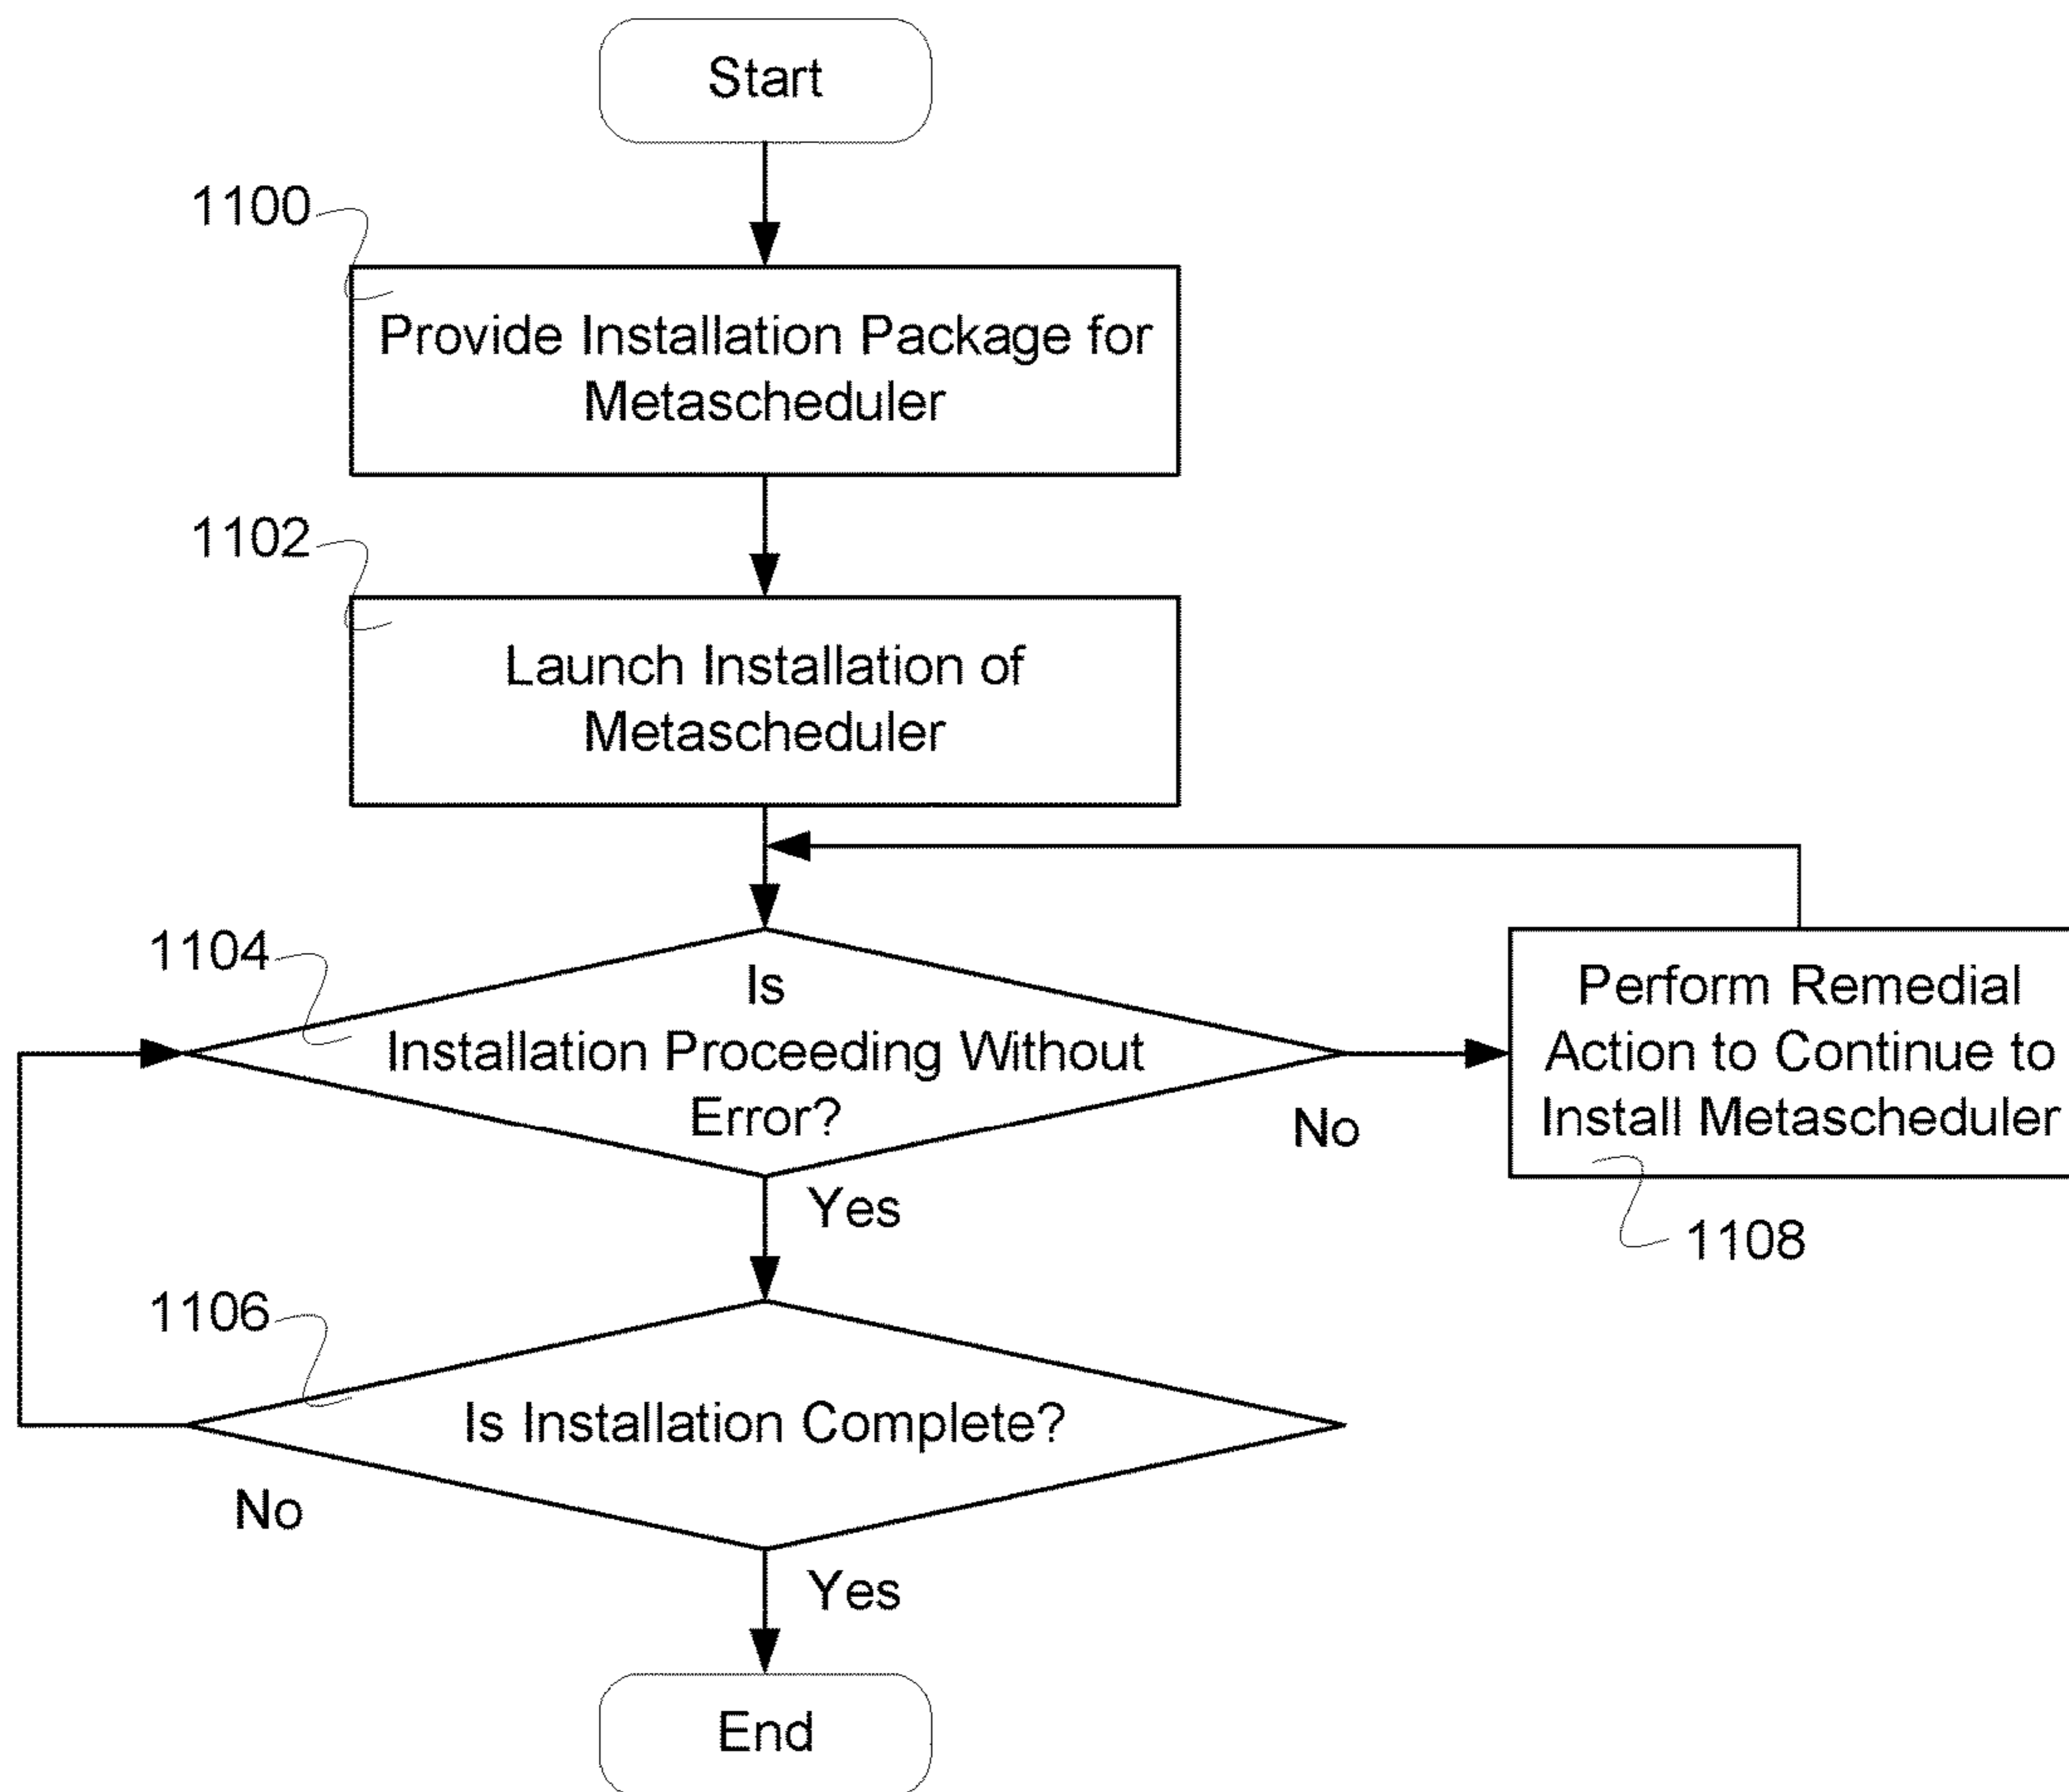 Start
1100
Provide Installation Package for
Metascheduler
1102
Launch Installation of
Metascheduler
1104
Is
Installation Proceeding Without
Error?
No
Perform Remedial
Action to Continue to
Install Metascheduler
1108
Yes
1106
Is Installation Complete?
No
Yes
End